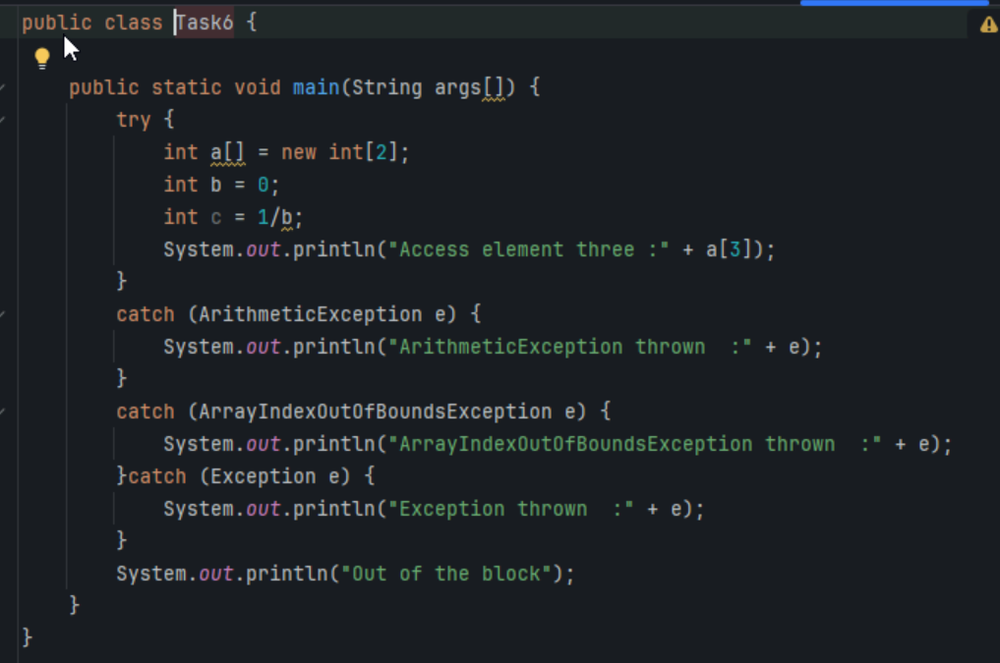 public class Task6 {
public static void main(String args[]) {
try {
int a[] = new int[2];
int b = 0;
int c = 1/b;
System.out.println("Access element three :" + a[3]);
}
catch (ArithmeticException e) {
System.out.println("ArithmeticException thrown  :" + e);
}
catch (ArrayIndexOutOfBoundsException e) {
System.out.println("ArrayIndexOutOfBoundsException thrown  :" + e);
}catch (Exception e) {
System.out.println("Exception thrown  :" + e);
}
System.out.println("Out of the block");
}
}